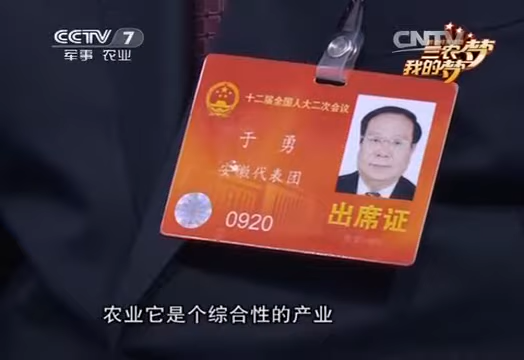 CCTV 7
军事 农业
CNTV
三农梦
我的梦
十二届全国人大二次会议
于勇
安徽代表团
0920
出席证
农业它是个综合性的产业